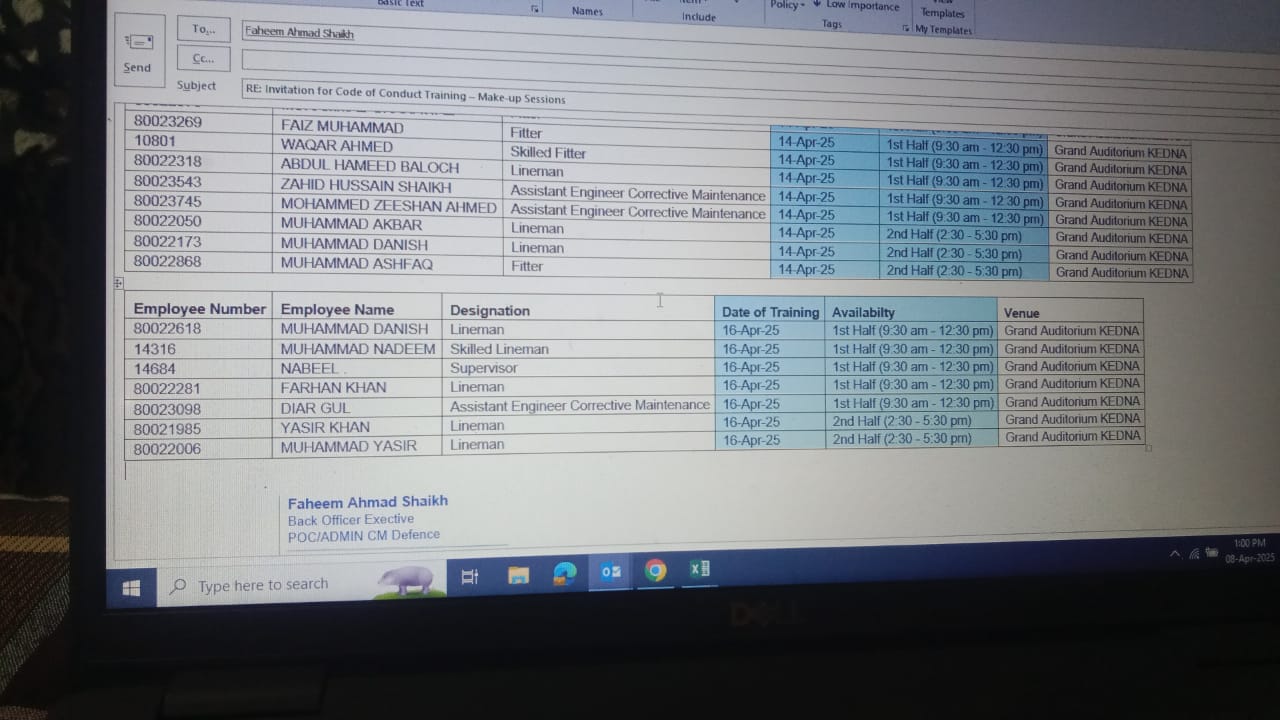 Basic Text Names Include Policy Low Importance Tags Templates My Templates
To... Faheem Ahmad Shaikh
Send
Cc...
Subject RE: Invitation for Code of Conduct Training – Make-up Sessions
80023269 FAIZ MUHAMMAD Fitter 14-Apr-25 1st Half (9:30 am - 12:30 pm) Grand Auditorium KEDNA
10801 WAQAR AHMED Skilled Fitter 14-Apr-25 1st Half (9:30 am - 12:30 pm) Grand Auditorium KEDNA
80022318 ABDUL HAMEED BALOCH Lineman 14-Apr-25 1st Half (9:30 am - 12:30 pm) Grand Auditorium KEDNA
80023543 ZAHID HUSSAIN SHAIKH Assistant Engineer Corrective Maintenance 14-Apr-25 1st Half (9:30 am - 12:30 pm) Grand Auditorium KEDNA
80023745 MOHAMMED ZEESHAN AHMED Assistant Engineer Corrective Maintenance 14-Apr-25 1st Half (9:30 am - 12:30 pm) Grand Auditorium KEDNA
80022050 MUHAMMAD AKBAR Lineman 14-Apr-25 2nd Half (2:30 - 5:30 pm) Grand Auditorium KEDNA
80022173 MUHAMMAD DANISH Lineman 14-Apr-25 2nd Half (2:30 - 5:30 pm) Grand Auditorium KEDNA
80022868 MUHAMMAD ASHFAQ Fitter 14-Apr-25 2nd Half (2:30 - 5:30 pm) Grand Auditorium KEDNA
Employee Number Employee Name Designation Date of Training Availabilty Venue
80022618 MUHAMMAD DANISH Lineman 16-Apr-25 1st Half (9:30 am - 12:30 pm) Grand Auditorium KEDNA
14316 MUHAMMAD NADEEM Skilled Lineman 16-Apr-25 1st Half (9:30 am - 12:30 pm) Grand Auditorium KEDNA
14684 NABEEL . Supervisor 16-Apr-25 1st Half (9:30 am - 12:30 pm) Grand Auditorium KEDNA
80022281 FARHAN KHAN Lineman 16-Apr-25 1st Half (9:30 am - 12:30 pm) Grand Auditorium KEDNA
80023098 DIAR GUL Assistant Engineer Corrective Maintenance 16-Apr-25 1st Half (9:30 am - 12:30 pm) Grand Auditorium KEDNA
80021985 YASIR KHAN Lineman 16-Apr-25 2nd Half (2:30 - 5:30 pm) Grand Auditorium KEDNA
80022006 MUHAMMAD YASIR Lineman 16-Apr-25 2nd Half (2:30 - 5:30 pm) Grand Auditorium KEDNA
Faheem Ahmad Shaikh
Back Officer Exective
POC/ADMIN CM Defence
Type here to search
1:00 PM
08-Apr-2025
DELL